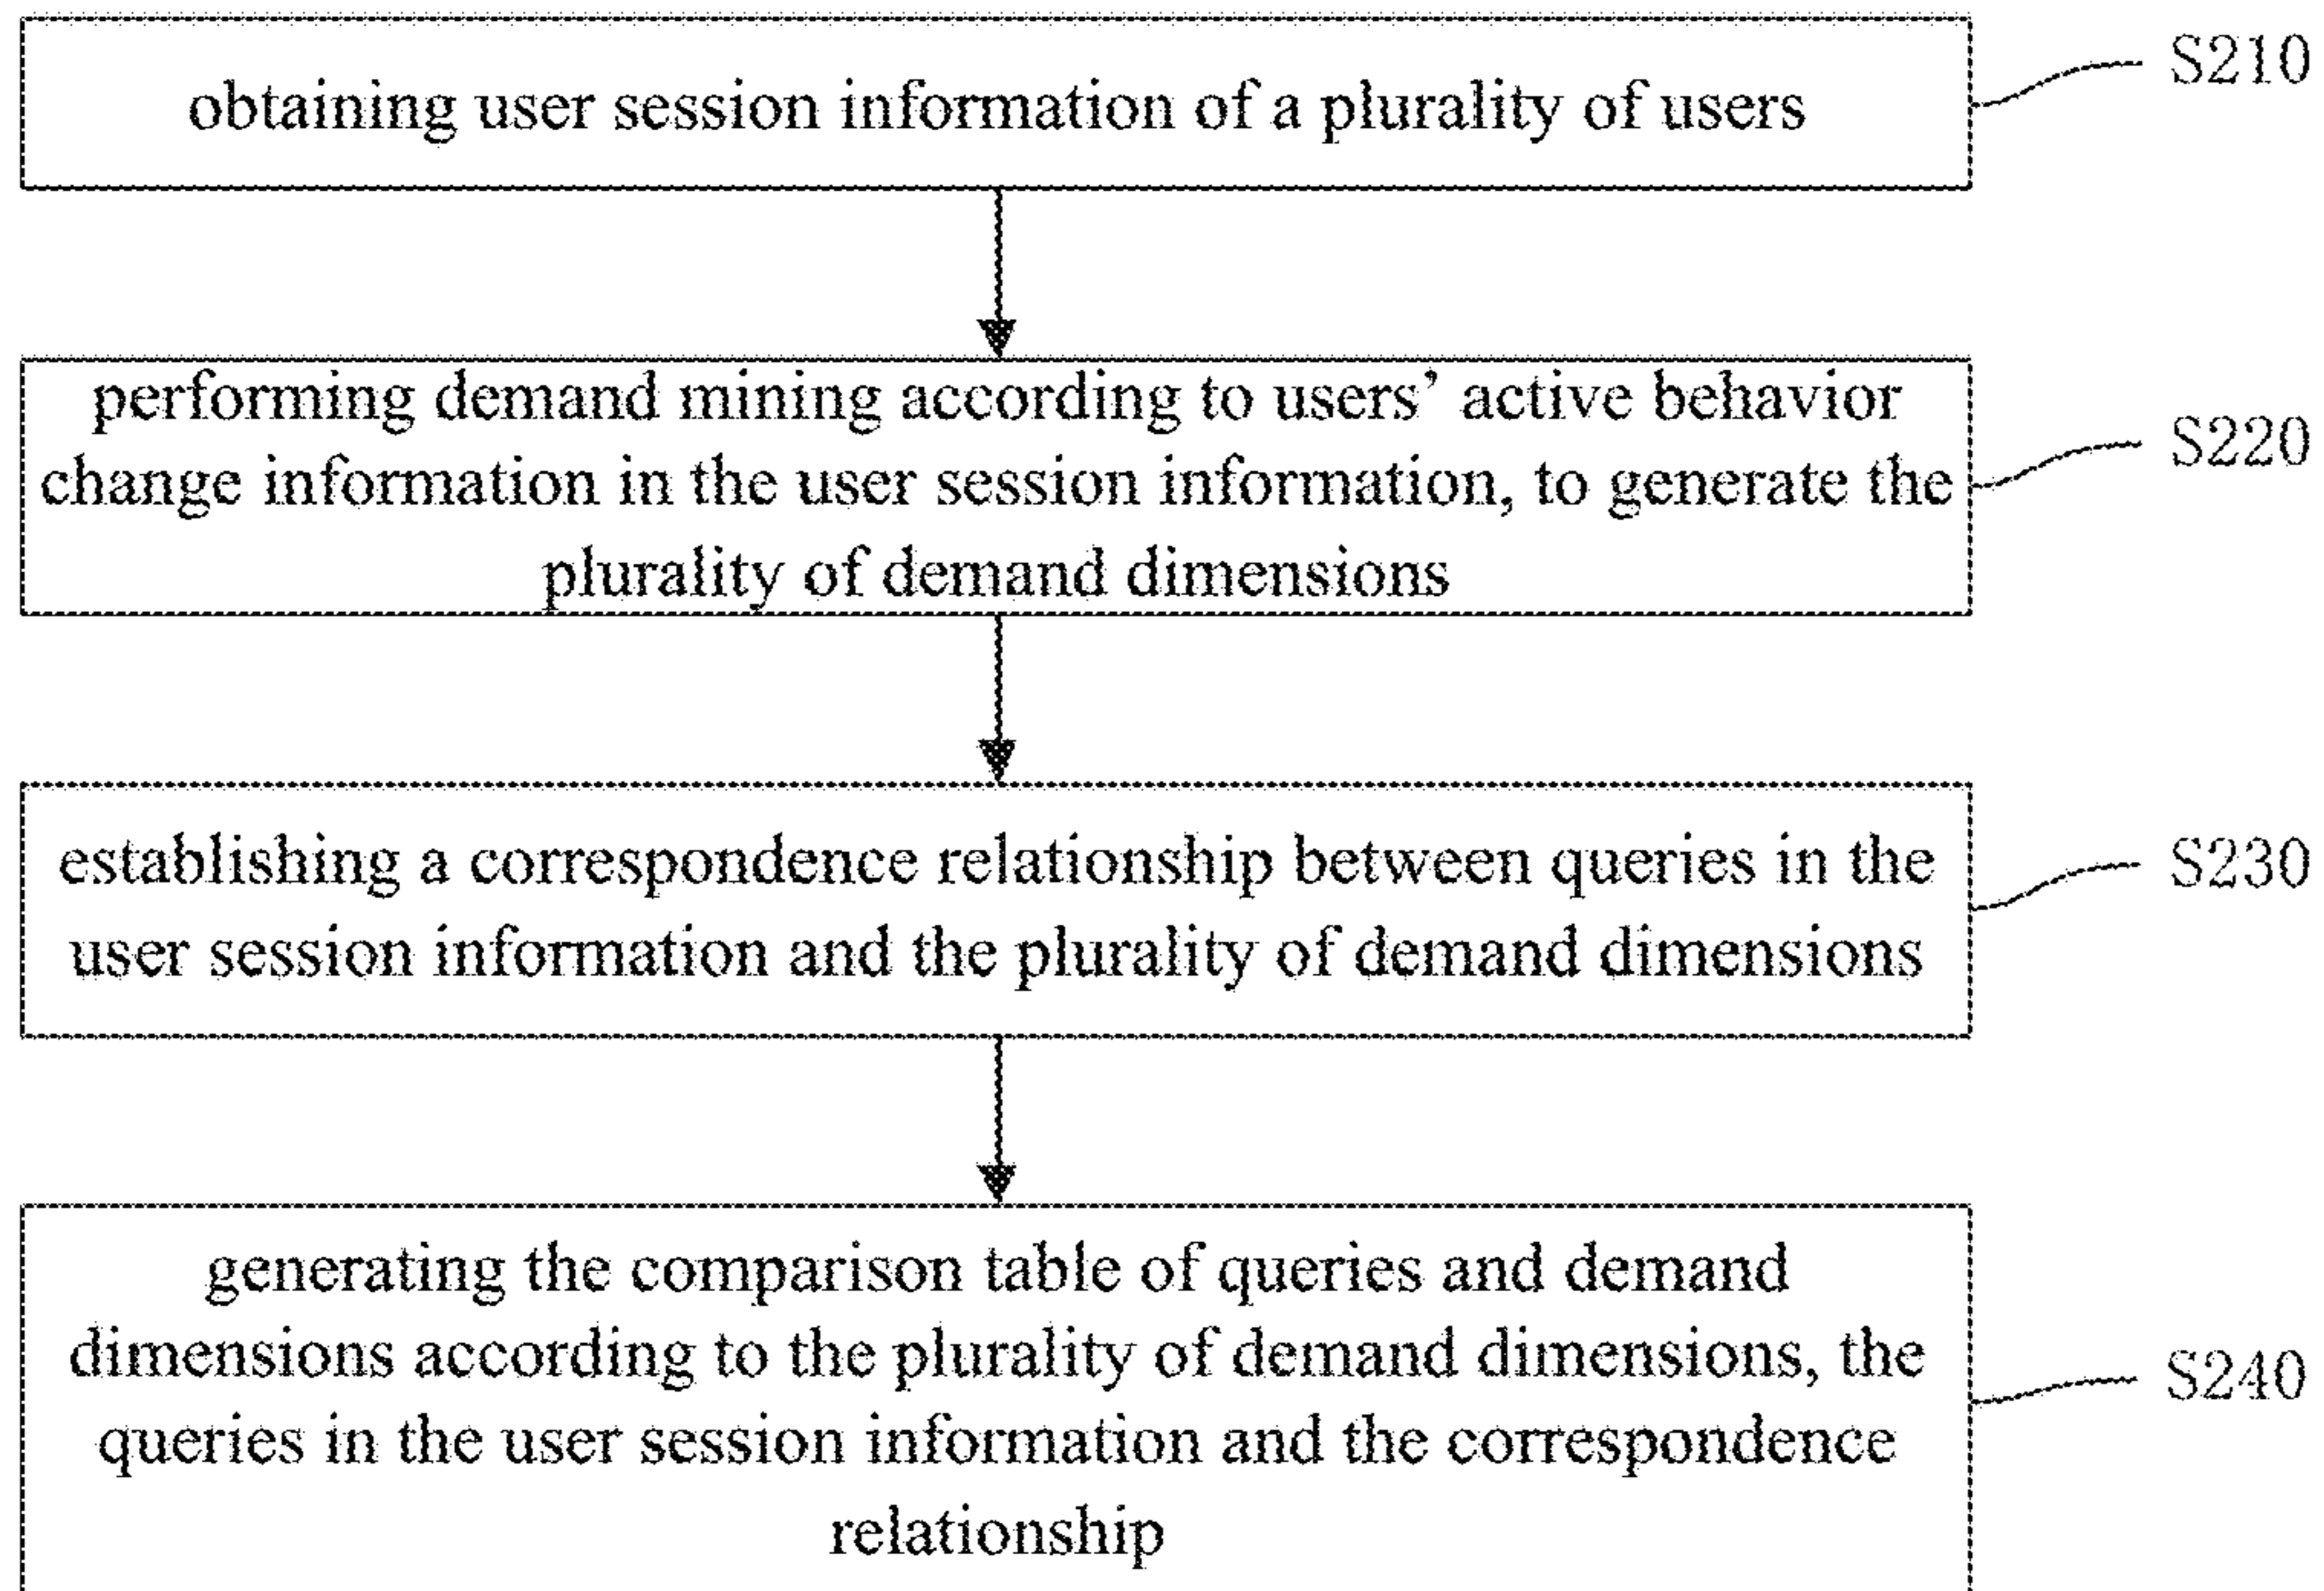 obtaining user session information of a plurality of users
S210
performing demand mining according to users’ active behavior
change information in the user session information, to generate the
plurality of demand dimensions
S220
establishing a correspondence relationship between queries in the
user session information and the plurality of demand dimensions
S230
generating the comparison table of queries and demand
dimensions according to the plurality of demand dimensions, the
queries in the user session information and the correspondence
relationship
S240